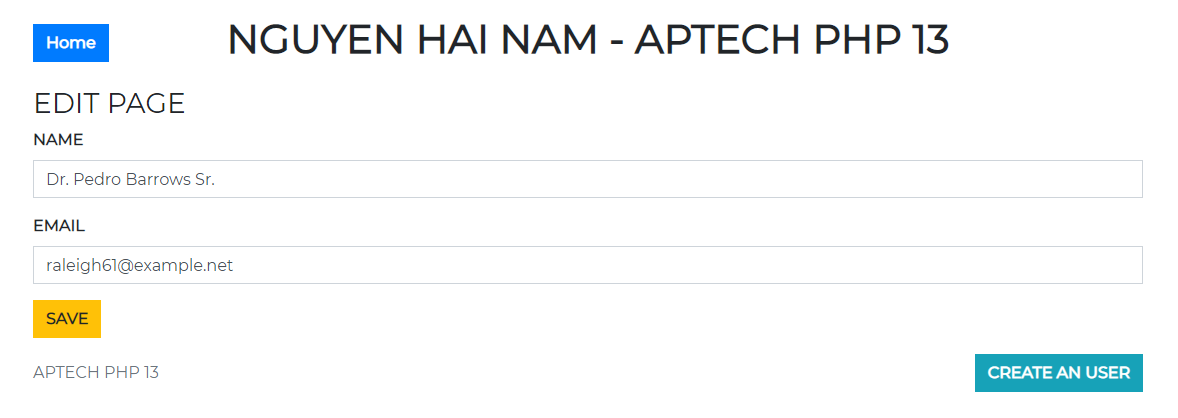 Home
NGUYEN HAI NAM - APTECH PHP 13
EDIT PAGE
NAME
Dr. Pedro Barrows Sr.
EMAIL
raleigh61@example.net
SAVE
APTECH PHP 13
CREATE AN USER